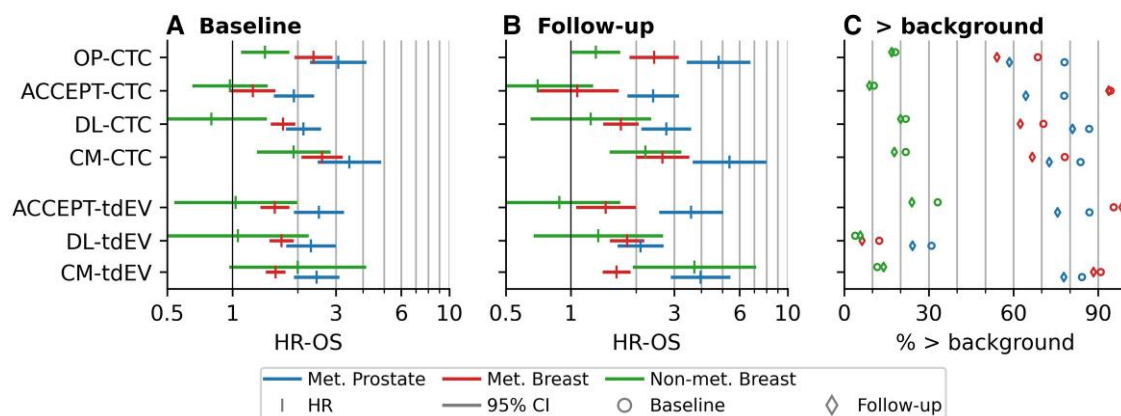 A Baseline
B Follow-up
C > background
OP-CTC
ACCEPT-CTC
DL-CTC
CM-CTC
ACCEPT-tdEV
DL-tdEV
CM-tdEV
0.5 1 3 6 10
0.5 1 3 6 10
0 30 60 90
HR-OS
HR-OS
% > background
Met. Prostate Met. Breast Non-met. Breast
HR 95% CI Baseline Follow-up